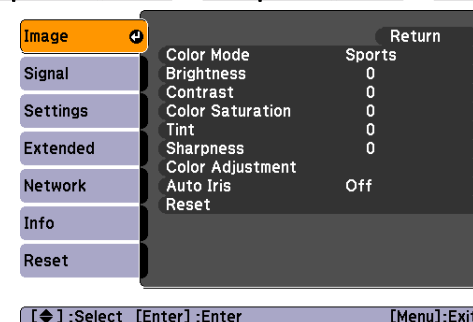 Image
Signal
Settings
Extended
Network
Info
Reset
Return
Color Mode Sports
Brightness 0
Contrast 0
Color Saturation 0
Tint 0
Sharpness 0
Color Adjustment
Auto Iris Off
Reset
[◆] :Select [Enter] :Enter [Menu]:Exit